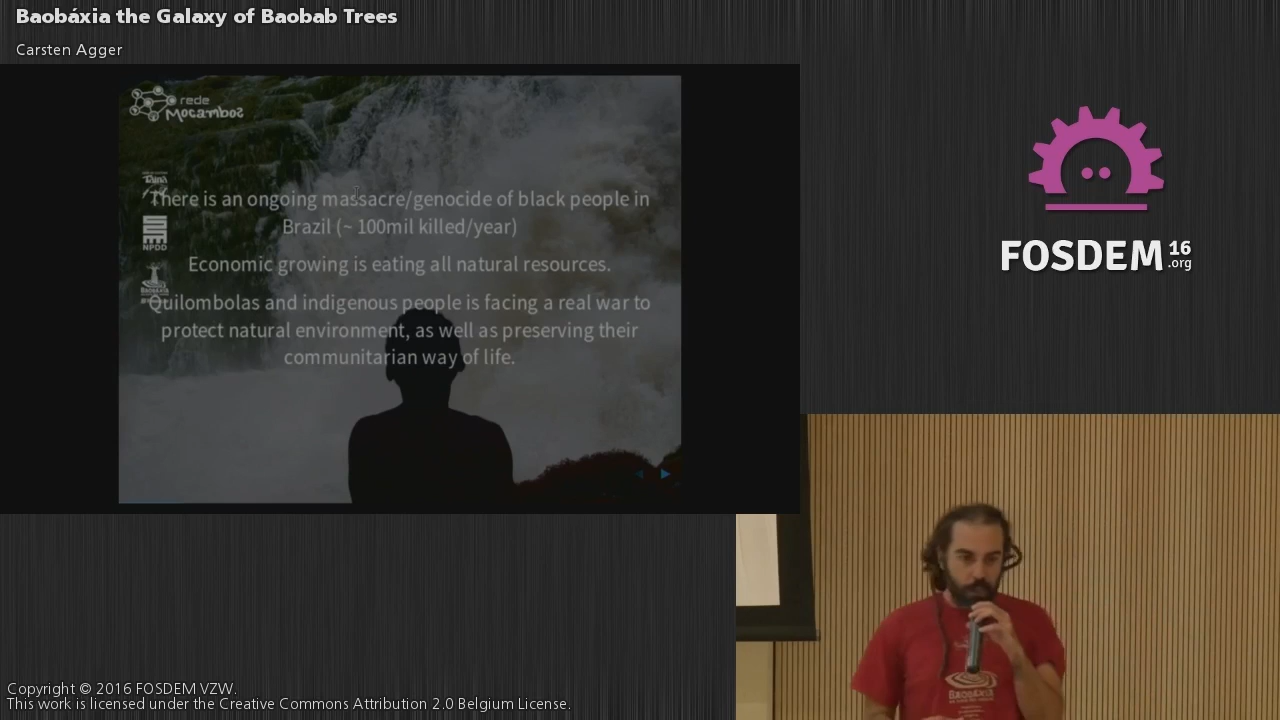 Baobáxia the Galaxy of Baobab Trees
Carsten Agger
rede
Mocambos
There is an ongoing massacre/genocide of black people in
Brazil (~ 100mil killed/year)
Economic growing is eating all natural resources.
NPDD
Quilombolas and indigenous people is facing a real war to
protect natural environment, as well as preserving their
communitarian way of life.
FOSDEM 16
.org
BAOBÁXIA
Copyright © 2016 FOSDEM VZW.
This work is licensed under the Creative Commons Attribution 2.0 Belgium License.